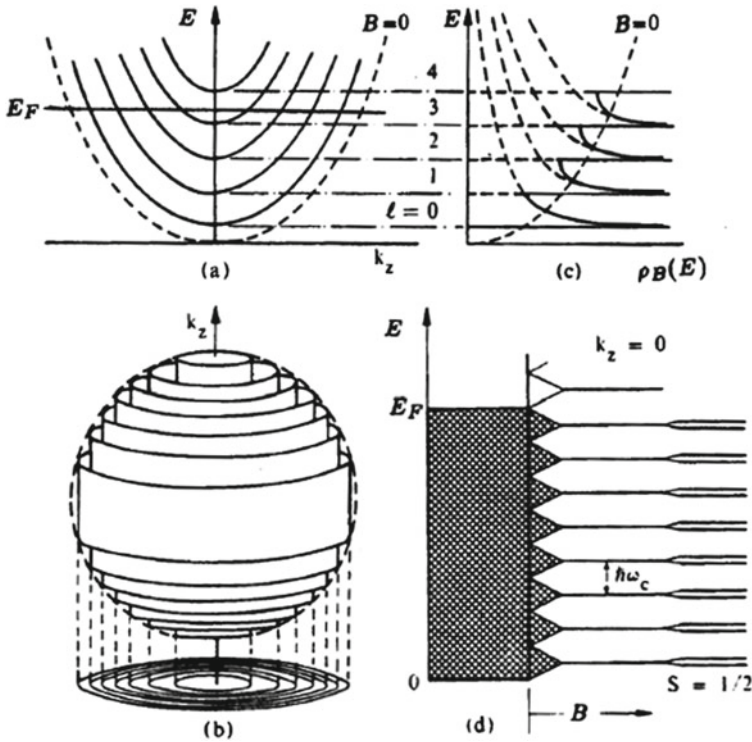 E
B=0
E_F
ℓ = 0
k_z
(a)
E
B=0
4
3
2
1
(c)
ρ_B(E)
k_z
(b)
E
k_z = 0
E_F
ħω_c
0
S = 1/2
(d)
B